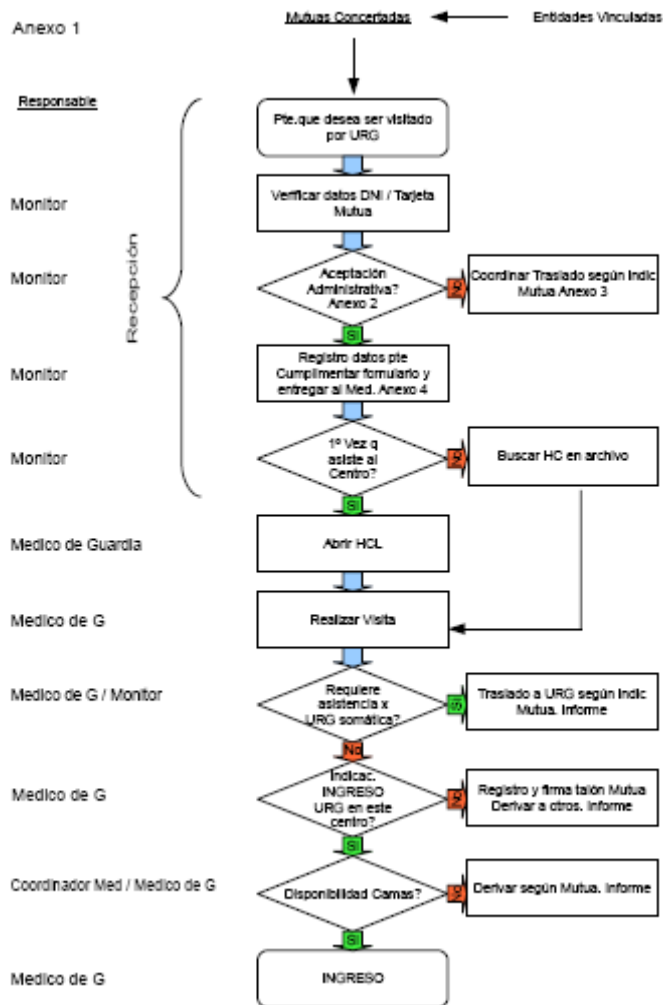 Anexo 1
Mutuas Concertadas
Entidades Vinculadas
Responsable
Recepción
Pte.que desea ser visitado
por URG
Monitor
Verificar datos DNI / Tarjeta
Mutua
Monitor
Aceptación
Administrativa?
Anexo 2
NO
Coordinar Traslado según Indic
Mutua Anexo 3
SI
Monitor
Registro datos pte
Cumplimentar formulario y
entregar al Med. Anexo 4
Monitor
1º Vez q
asiste al
Centro?
NO
Buscar HC en archivo
SI
Medico de Guardia
Abrir HCL
Medico de G
Realizar Visita
Medico de G / Monitor
Requiere
asistencia x
URG somática?
SI
Traslado a URG según Indic
Mutua. Informe
No
Medico de G
Indicac.
INGRESO
URG en este
centro?
NO
Registro y firma talón Mutua
Derivar a otros. Informe
SI
Coordinador Med / Medico de G
Disponibilidad Camas?
NO
Derivar según Mutua. Informe
SI
Medico de G
INGRESO